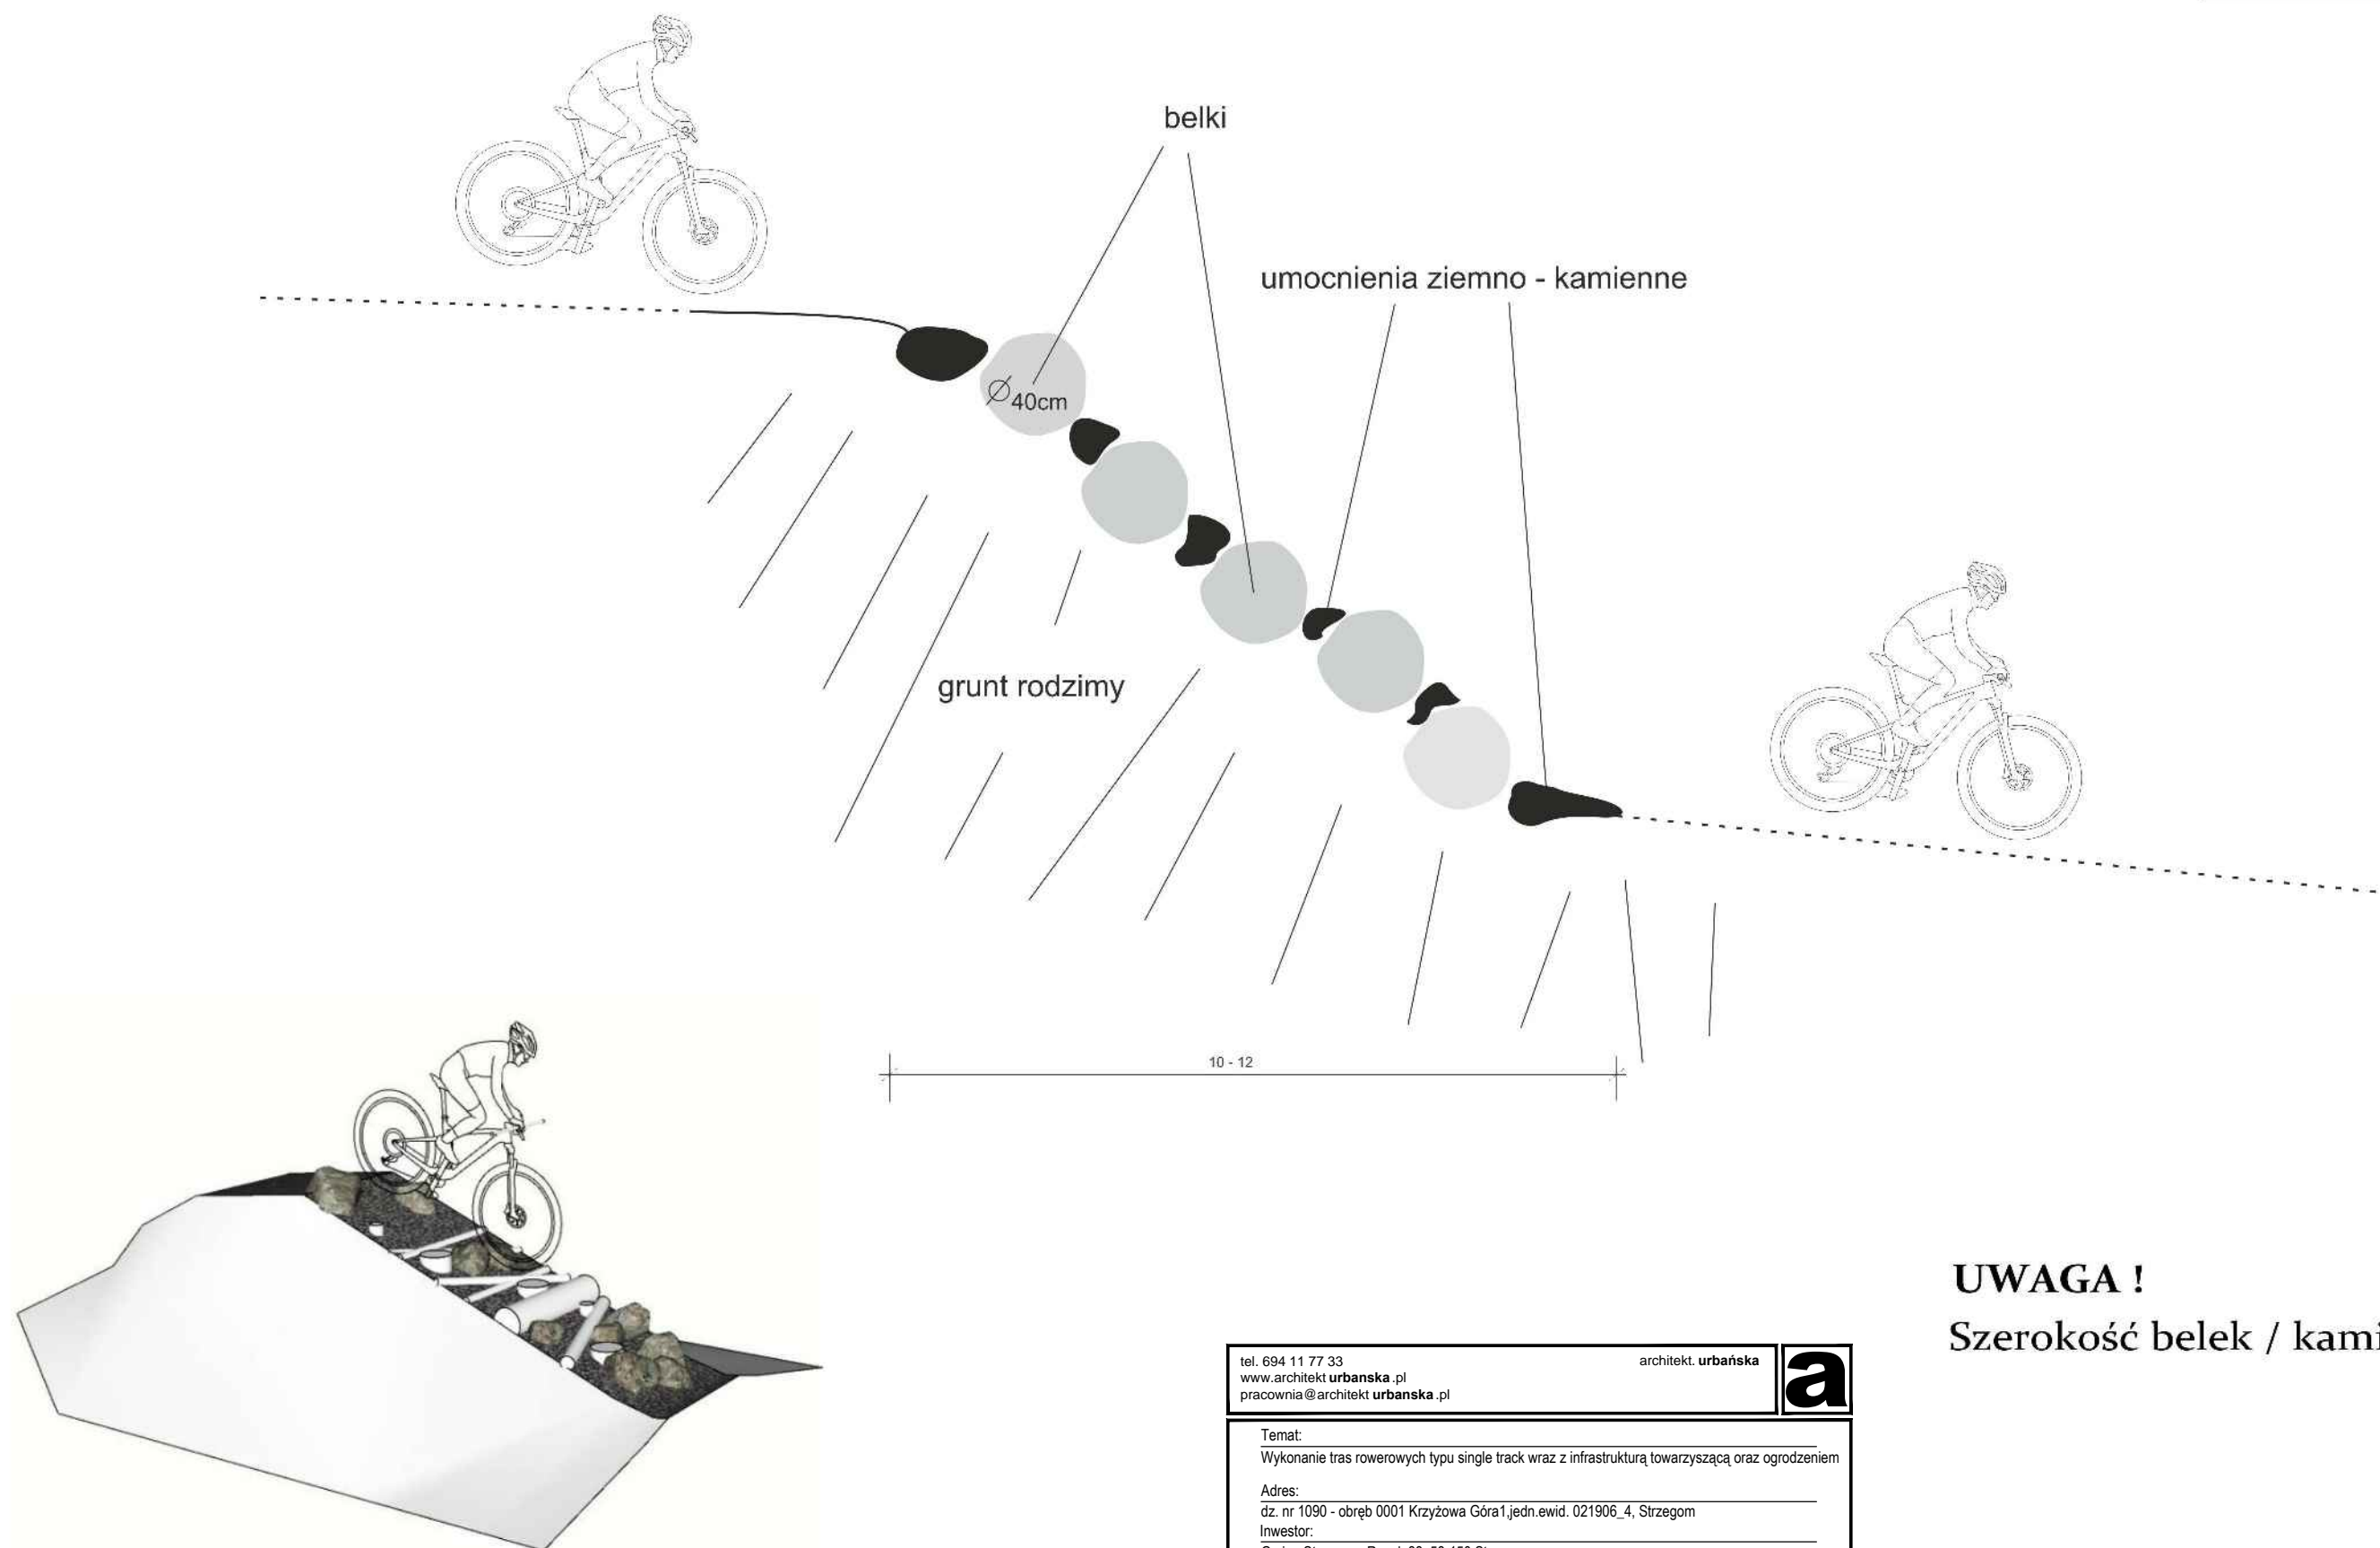 belki
umocnienia ziemno - kamienne
Ø 40cm
grunt rodzimy
10 - 12
UWAGA !
Szerokość belek /
tel. 694 11 77 33
architekt. urbańska
a
www.architekt urbanska .pl
pracownia@architekt urbanska .pl
Temat:
Wykonanie tras rowerowych typu single track wraz z infrastrukturą towarzyszącą oraz ogrodzeniem
Adres:
dz. nr 1090 - obręb 0001 Krzyżowa Góra1,jedn.ewid. 021906_4, Strzegom
Inwestor: